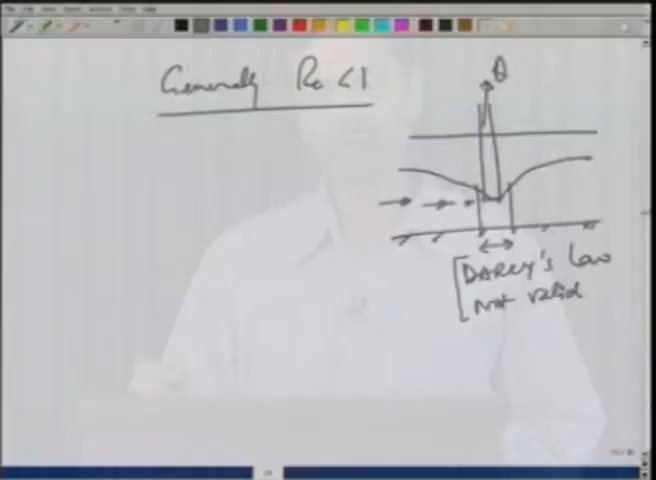 Generally Re < 1
Q
[DARCY's Law
Not valid